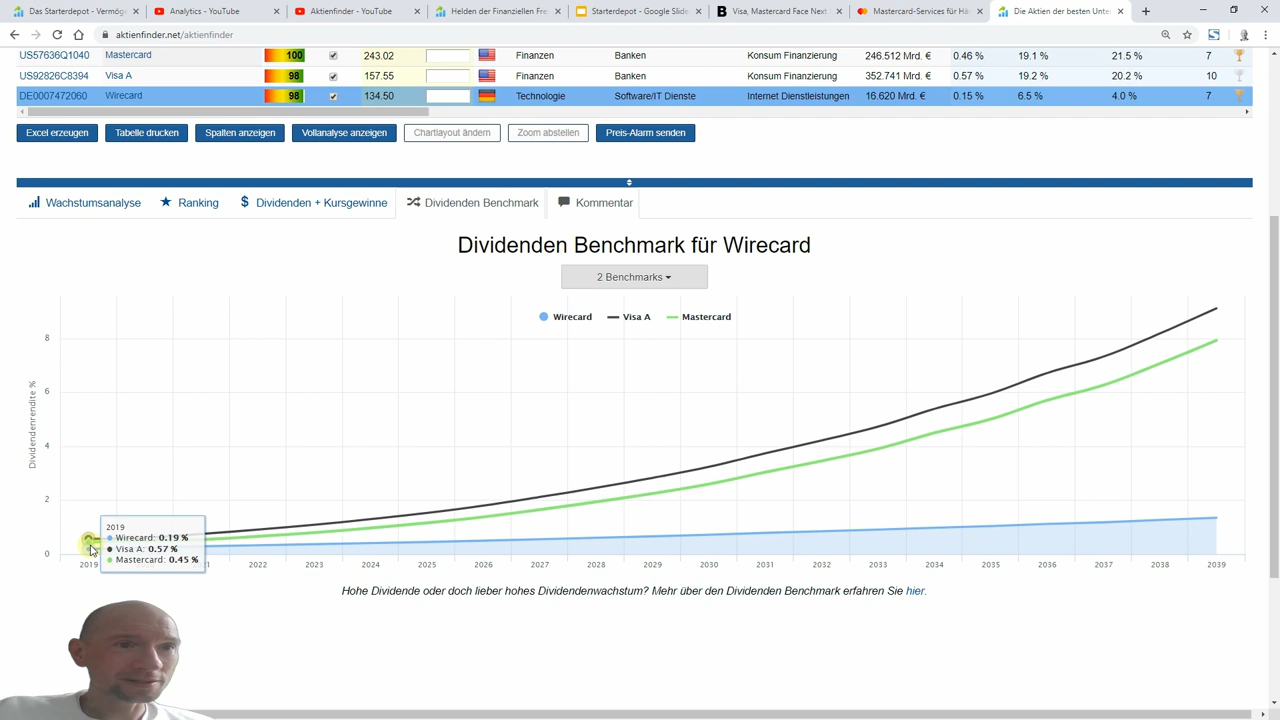 Das Starterdepot - Vermög
Analytics - YouTube
Aktienfinder - YouTube
Helden der Finanziellen Fre
Starterdepot - Google Slide
Visa, Mastercard Face Next
Mastercard-Services für Hä
Die Aktien der besten Unte
aktienfinder.net/aktienfinder
US57636Q1040 Mastercard 100 243.02 Finanzen Banken Konsum Finanzierung 246.512 Mrd. € 0.46 % 19.1 % 21.5 % 7
US92826C8394 Visa A 98 157.55 Finanzen Banken Konsum Finanzierung 352.741 Mrd. € 0.57 % 19.2 % 20.2 % 10
DE0007472060 Wirecard 98 134.50 Technologie Software/IT Dienste Internet Dienstleistungen 16.620 Mrd. € 0.15 % 6.5 % 4.0 % 7
Excel erzeugen Tabelle drucken Spalten anzeigen Vollanalyse anzeigen Chartlayout ändern Zoom abstellen Preis-Alarm senden
Wachstumsanalyse Ranking $ Dividenden + Kursgewinne Dividenden Benchmark Kommentar
Dividenden Benchmark für Wirecard
2 Benchmarks
Wirecard Visa A Mastercard
Dividendenrendite %
8
6
4
2
0
2019
Wirecard: 0.19 %
Visa A: 0.57 %
Mastercard: 0.45 %
2019 1 2022 2023 2024 2025 2026 2027 2028 2029 2030 2031 2032 2033 2034 2035 2036 2037 2038 2039
Hohe Dividende oder doch lieber hohes Dividendenwachstum? Mehr über den Dividenden Benchmark erfahren Sie hier.